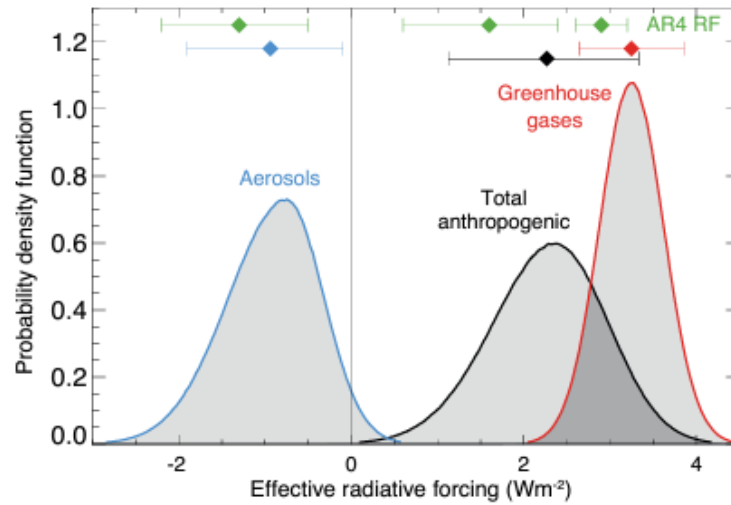 AR4 RF
1.2
Greenhouse
gases
1.0
0.8
Aerosols
Total
anthropogenic
0.6
0.4
0.2
0.0
-2 0 2 4
Probability density function
Effective radiative forcing (Wm⁻²)